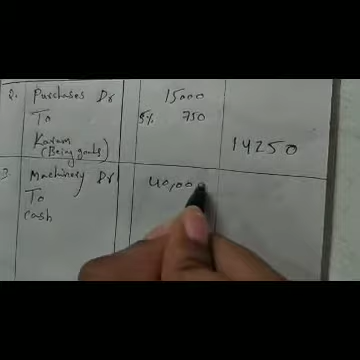 2. Purchases Dr 15000
To 5% 750
Karam 14250
(Being goods)
3. Machinery Dr 40,000
To
Cash